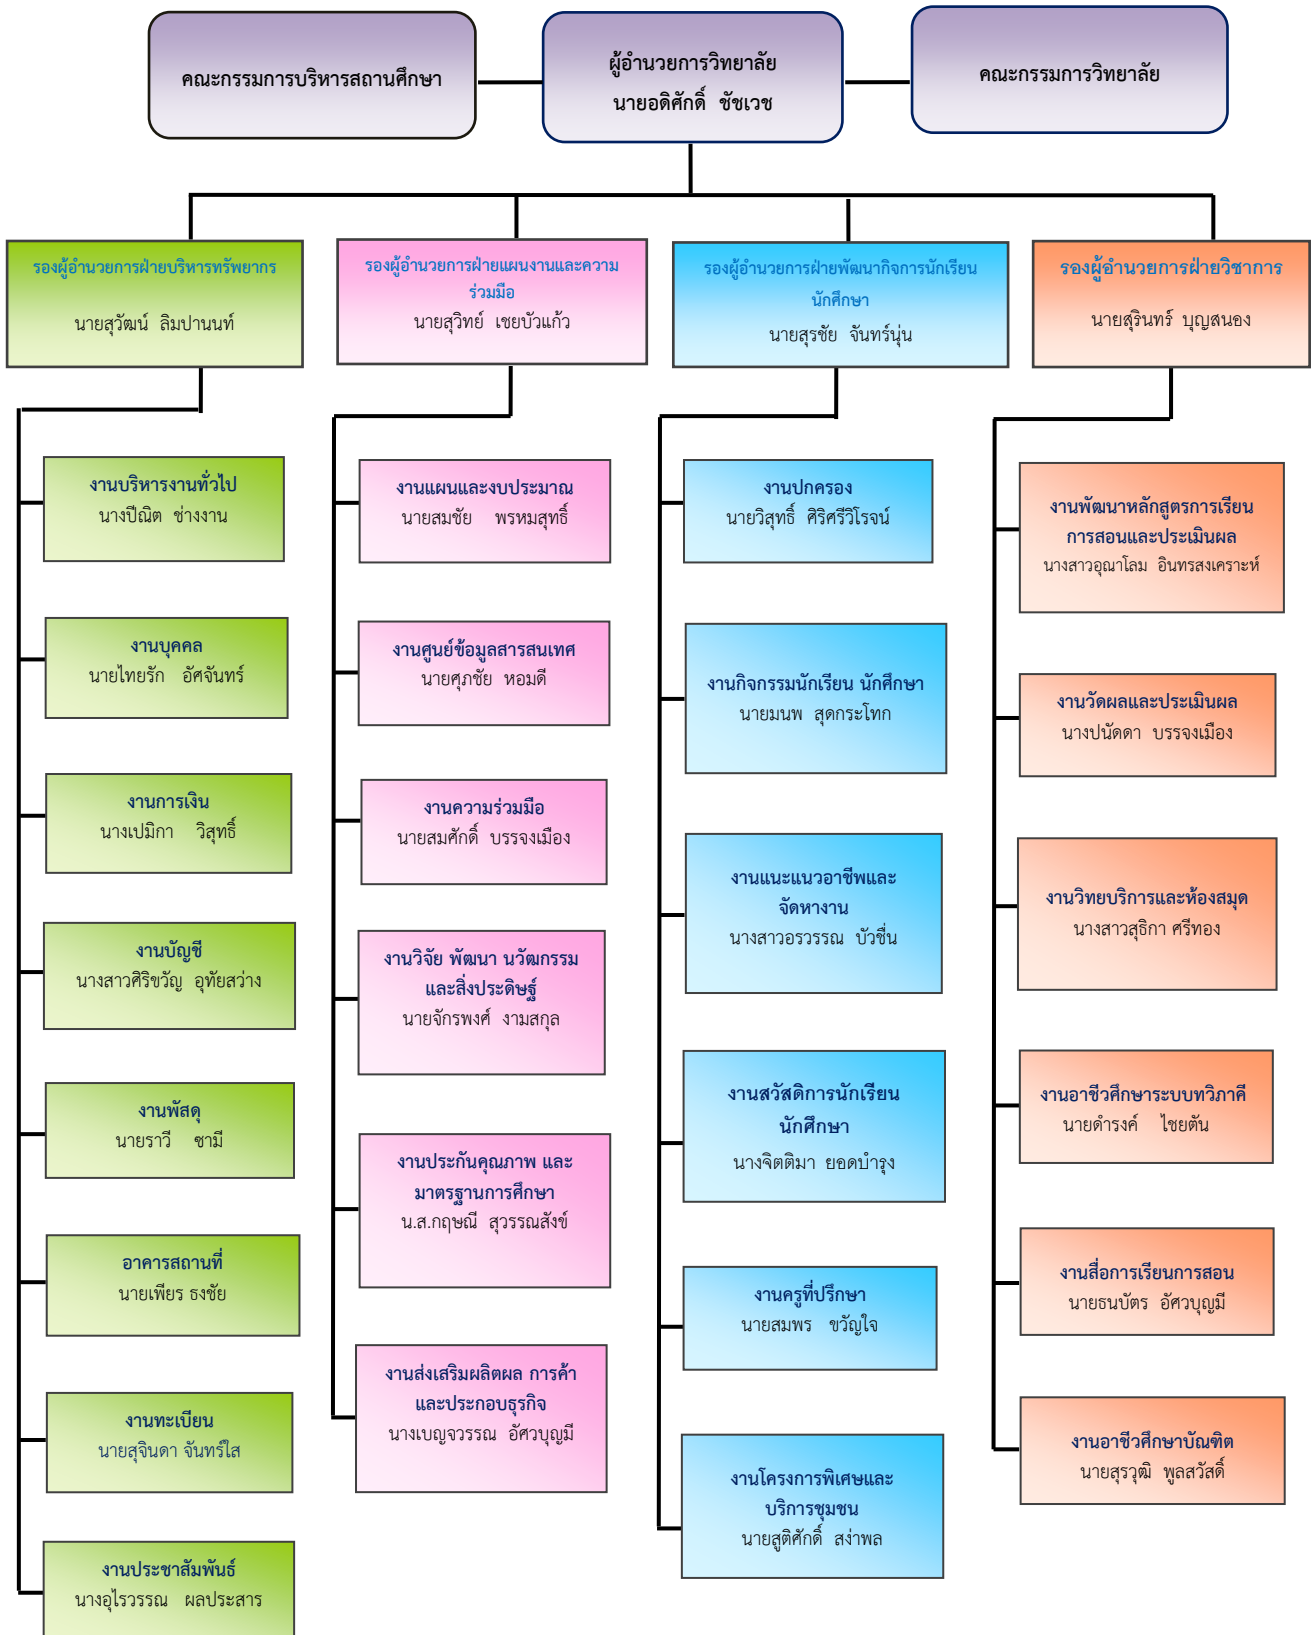 คณะกรรมการบริหารสถานศึกษา
ผู้อำนวยการวิทยาลัย
นายอดิศักดิ์ ชัชเวช
คณะกรรมการวิทยาลัย
รองผู้อำนวยการฝ่ายบริหารทรัพยากร
นายสุวัฒน์ ลิมปานนท์
รองผู้อำนวยการฝ่ายแผนงานและความ
ร่วมมือ
นายสุวิทย์ เชยบัวแก้ว
รองผู้อำนวยการฝ่ายพัฒนากิจการนักเรียน
นักศึกษา
นายสุรชัย จันทร์นุ่น
รองผู้อำนวยการฝ่ายวิชาการ
นายสุรินทร์ บุญสนอง
งานบริหารงานทั่วไป
นางปีณิต ช่างงาน
งานบุคคล
นายไทยรัก อัศจันทร์
งานการเงิน
นางเปมิกา วิสุทธิ์
งานบัญชี
นางสาวศิริขวัญ อุทัยสว่าง
งานพัสดุ
นายราวี ซามี
อาคารสถานที่
นายเพียร ธงชัย
งานทะเบียน
นายสุจินดา จันทร์ใส
งานประชาสัมพันธ์
นางอุไรวรรณ ผลประสาร
งานแผนและงบประมาณ
นายสมชัย พรหมสุทธิ์
งานศูนย์ข้อมูลสารสนเทศ
นายศุภชัย หอมดี
งานความร่วมมือ
นายสมศักดิ์ บรรจงเมือง
งานวิจัย พัฒนา นวัฒกรรม
และสิ่งประดิษฐ์
นายจักรพงศ์ งามสกุล
งานประกันคุณภาพ และ
มาตรฐานการศึกษา
น.ส.กฤษณี สุวรรณสังข์
งานส่งเสริมผลิตผล การค้า
และประกอบธุรกิจ
นางเบญจวรรณ อัศวบุญมี
งานปกครอง
นายวิสุทธิ์ ศิริศรีวิโรจน์
งานกิจกรรมนักเรียน นักศึกษา
นายมนพ สุดกระโทก
งานแนะแนวอาชีพและ
จัดหางาน
นางสาวอรวรรณ บัวชื่น
งานสวัสดิการนักเรียน
นักศึกษา
นางจิตติมา ยอดบำรุง
งานครูที่ปรึกษา
นายสมพร ขวัญใจ
งานโครงการพิเศษและ
บริการชุมชน
นายสูติศักดิ์ สง่าพล
งานพัฒนาหลักสูตรการเรียน
การสอนและประเมินผล
นางสาวอุณาโลม อินทรสงเคราะห์
งานวัดผลและประเมินผล
นางปนัดดา บรรจงเมือง
งานวิทยบริการและห้องสมุด
นางสาวสุธิกา ศรีทอง
งานอาชีวศึกษาระบบทวิภาคี
นายดำรงค์ ไชยตัน
งานสื่อการเรียนการสอน
นายธนบัตร อัศวบุญมี
งานอาชีวศึกษาบัณฑิต
นายสุรวุฒิ พูลสวัสดิ์